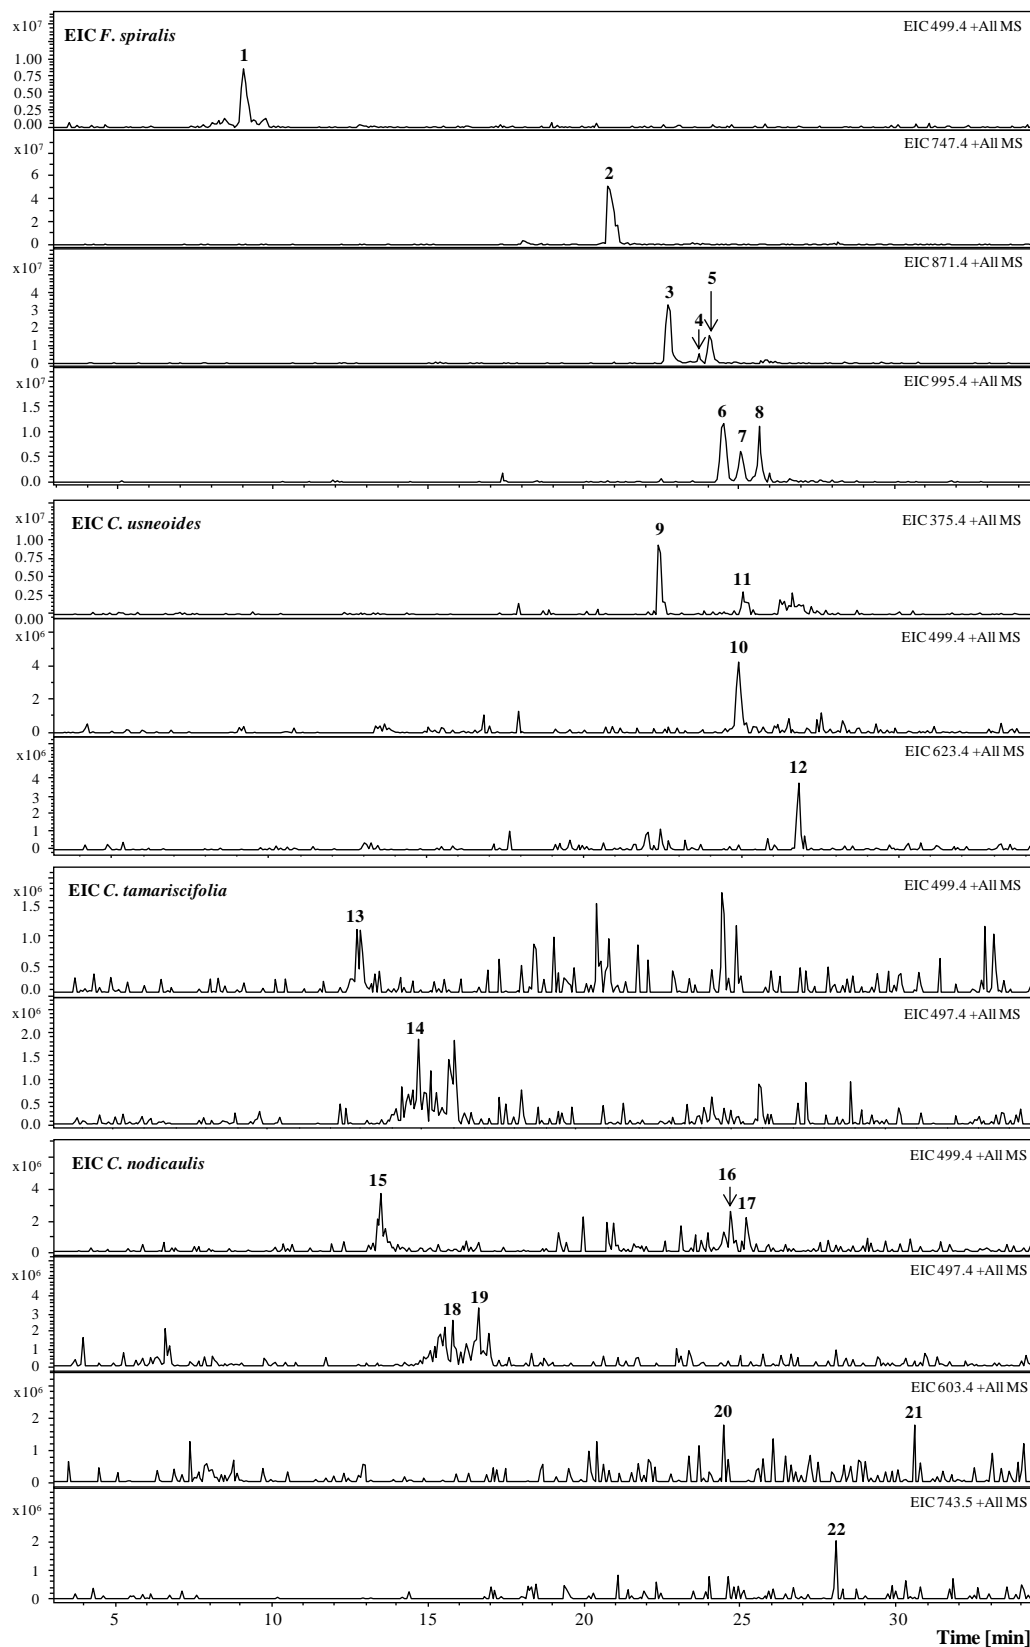 x10⁷
EIC F. spiralis
EIC 499.4 +All MS
1
1.00
0.75
0.50
0.25
0.00
x10⁷
EIC 747.4 +All MS
2
6
4
2
0
x10⁷
EIC 871.4 +All MS
3
4
5
4
3
2
1
0
x10⁷
EIC 995.4 +All MS
6
7
8
1.5
1.0
0.5
0.0
x10⁷
EIC C. usneoides
EIC 375.4 +All MS
9
11
1.00
0.75
0.50
0.25
0.00
x10⁶
EIC 499.4 +All MS
10
4
2
0
x10⁶
EIC 623.4 +All MS
12
4
3
2
1
0
x10⁶
EIC C. tamariscifolia
EIC 499.4 +All MS
13
1.5
1.0
0.5
0.0
x10⁶
EIC 497.4 +All MS
14
2.0
1.5
1.0
0.5
0.0
x10⁶
EIC C. nodicaulis
EIC 499.4 +All MS
15
16
17
4
2
0
x10⁶
EIC 497.4 +All MS
18
19
4
3
2
1
0
x10⁶
EIC 603.4 +All MS
20
21
2
1
0
x10⁶
EIC 743.5 +All MS
22
2
1
0
5 10 15 20 25 30
Time [min]